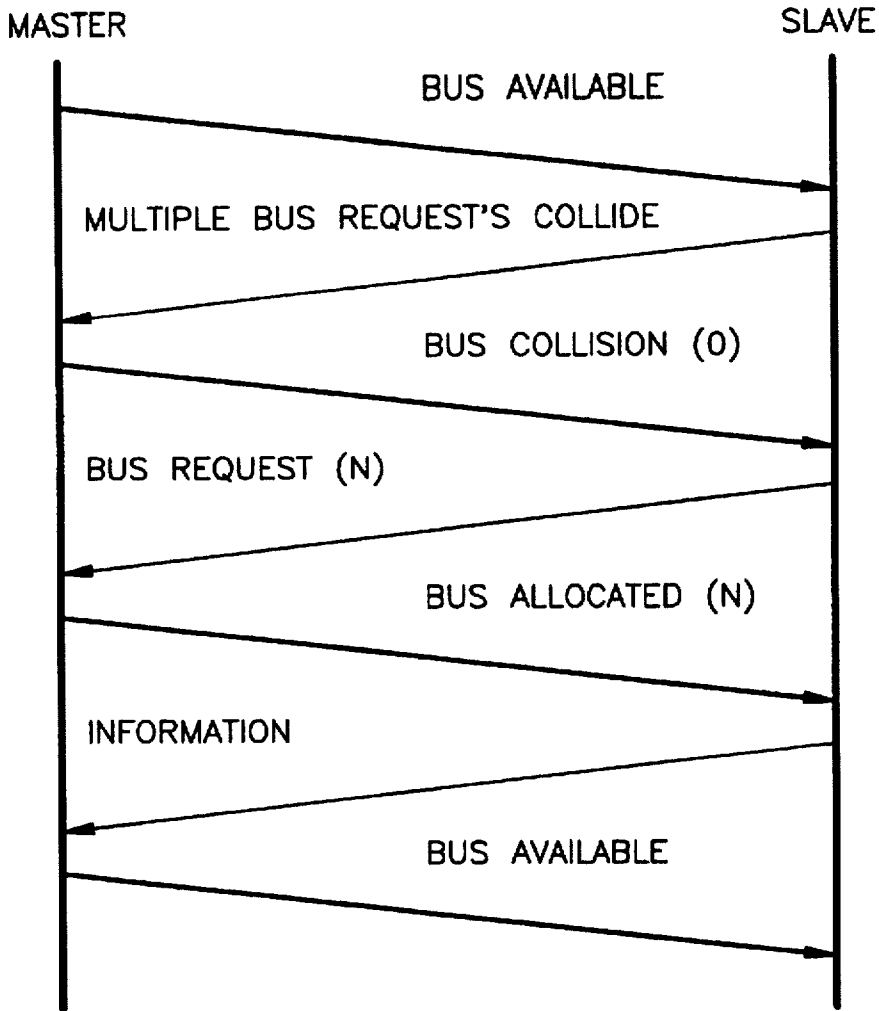 MASTER
SLAVE
BUS AVAILABLE
MULTIPLE BUS REQUEST'S COLLIDE
BUS COLLISION (0)
BUS REQUEST (N)
BUS ALLOCATED (N)
INFORMATION
BUS AVAILABLE